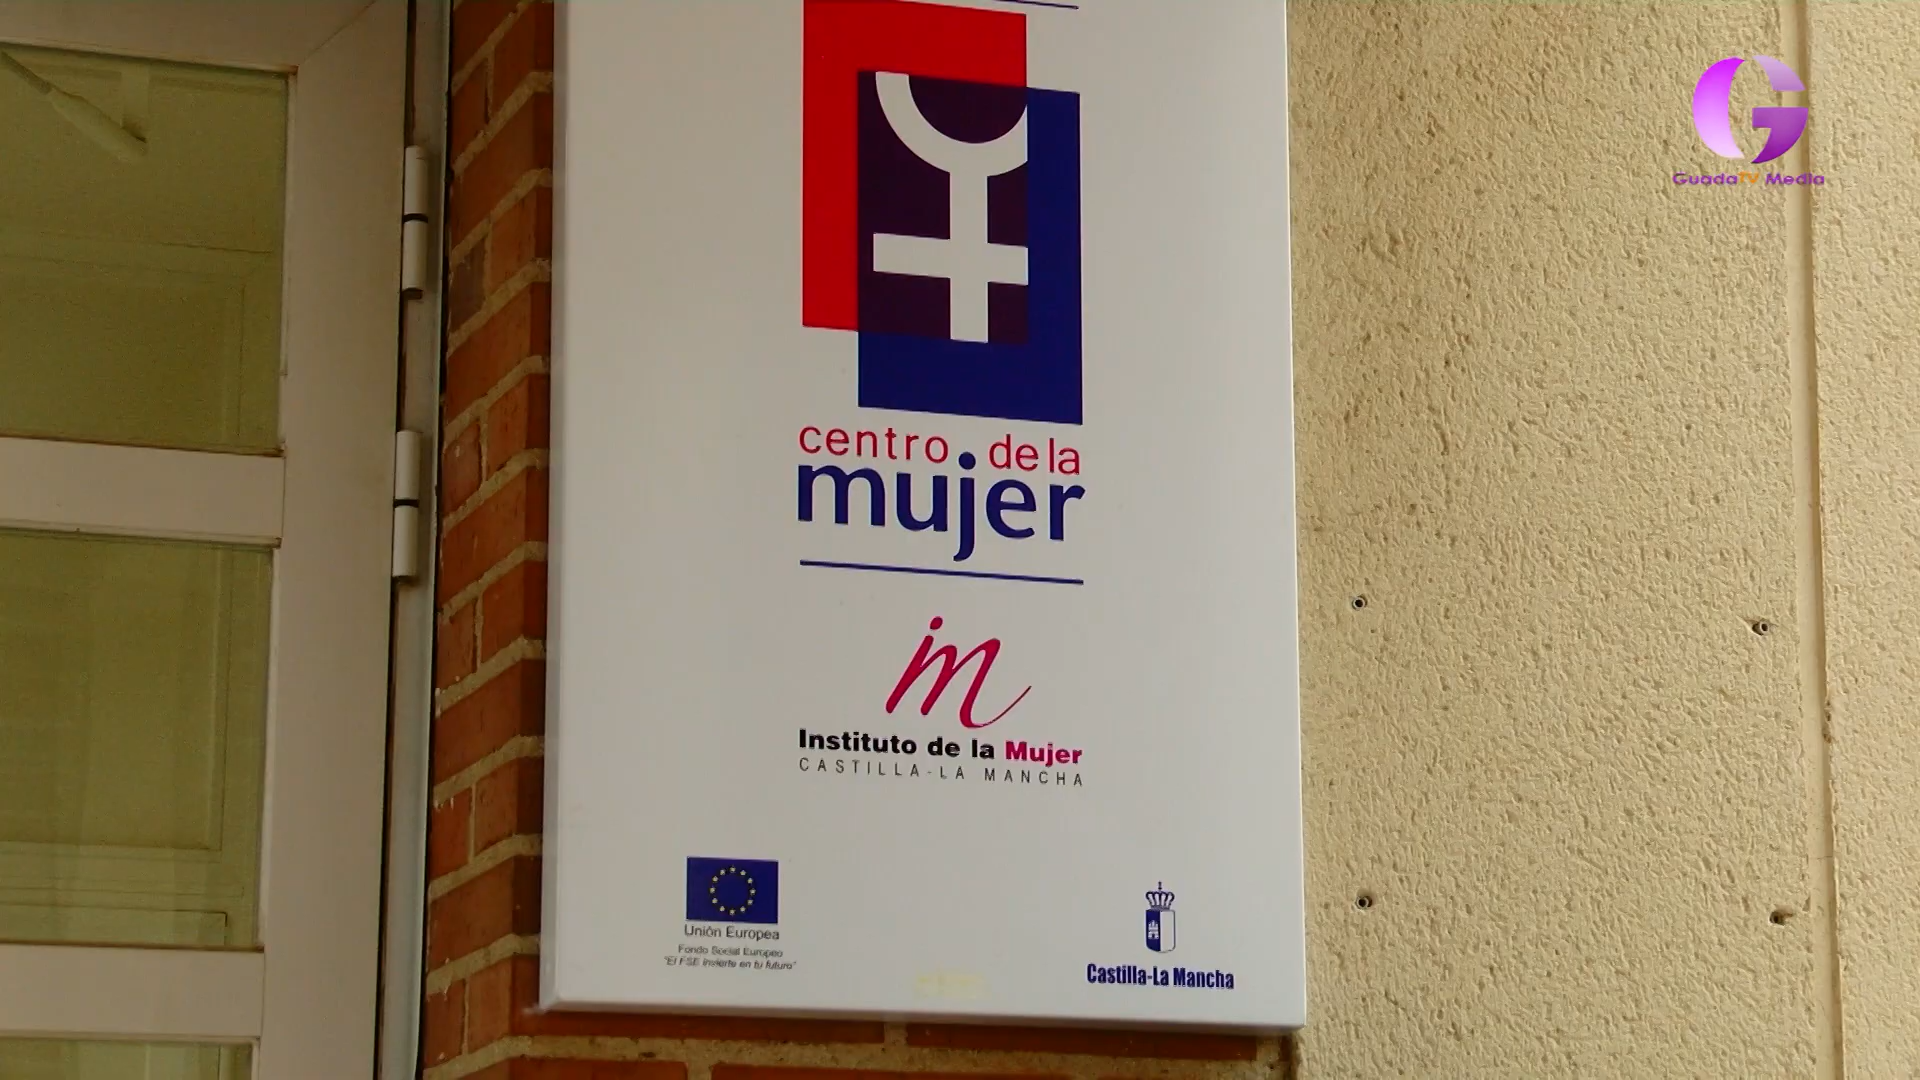 GuadaTV Media
centro de la
mujer
im
Instituto de la Mujer
CASTILLA-LA MANCHA
Unión Europea
Fondo Social Europeo
"El FSE invierte en tu futuro"
Castilla-La Mancha